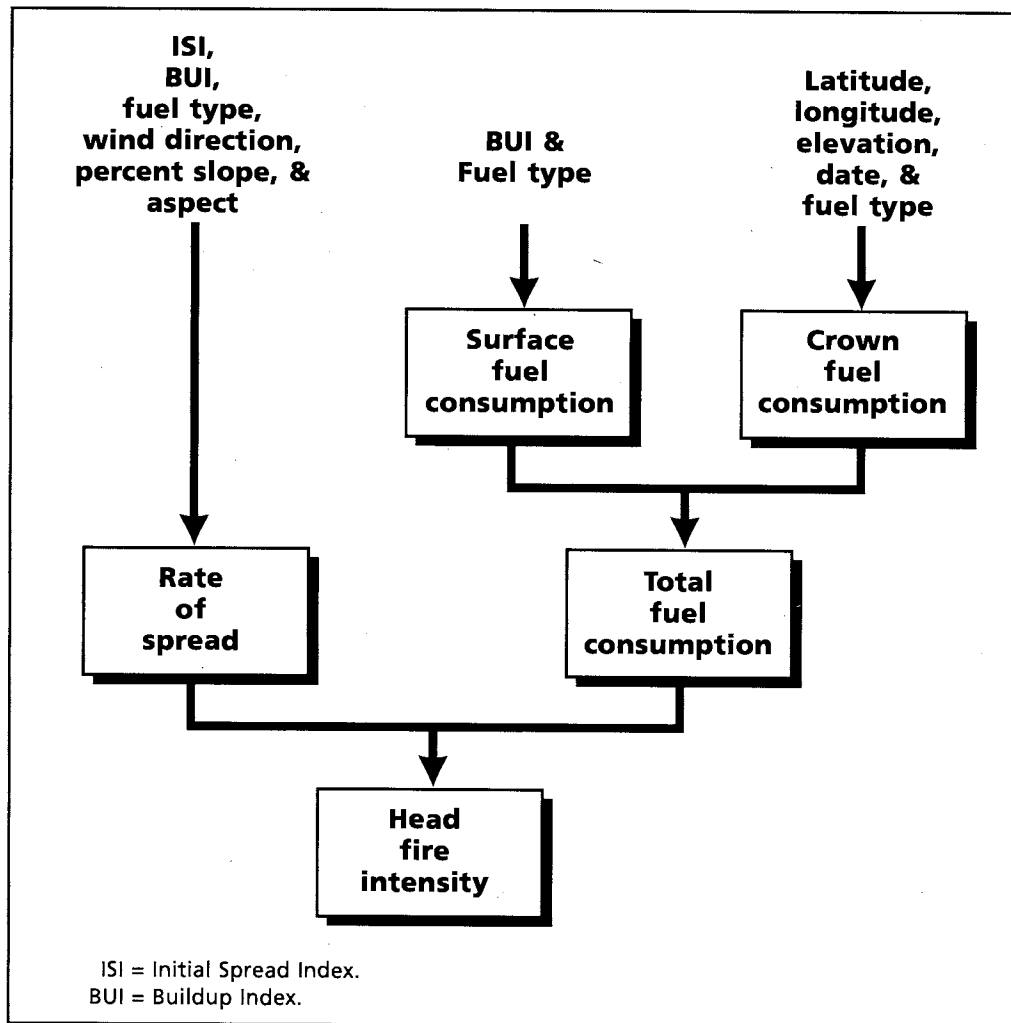 ISI,
BUI,
fuel type,
wind direction,
percent slope, &
aspect
BUI &
Fuel type
Latitude,
longitude,
elevation,
date, &
fuel type
Surface
fuel
consumption
Crown
fuel
consumption
Rate
of
spread
Total
fuel
consumption
Head
fire
intensity
ISI = Initial Spread Index.
BUI = Buildup Index.